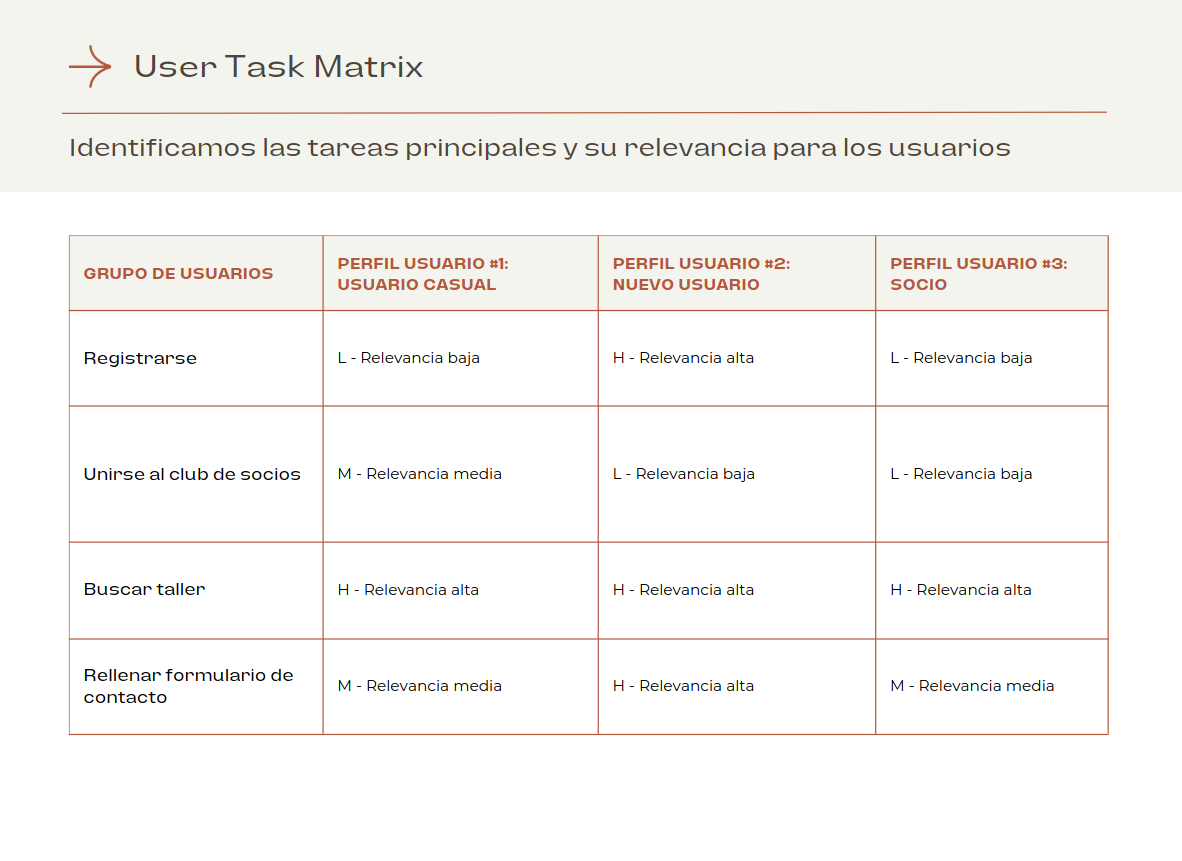 User Task Matrix
Identificamos las tareas principales y su relevancia para los usuarios
GRUPO DE USUARIOS
PERFIL USUARIO #1:
USUARIO CASUAL
PERFIL USUARIO #2:
NUEVO USUARIO
PERFIL USUARIO #3:
SOCIO
Registrarse
L - Relevancia baja
H - Relevancia alta
L - Relevancia baja
Unirse al club de socios
M - Relevancia media
L - Relevancia baja
L - Relevancia baja
Buscar taller
H - Relevancia alta
H - Relevancia alta
H - Relevancia alta
Rellenar formulario de
contacto
M - Relevancia media
H - Relevancia alta
M - Relevancia media